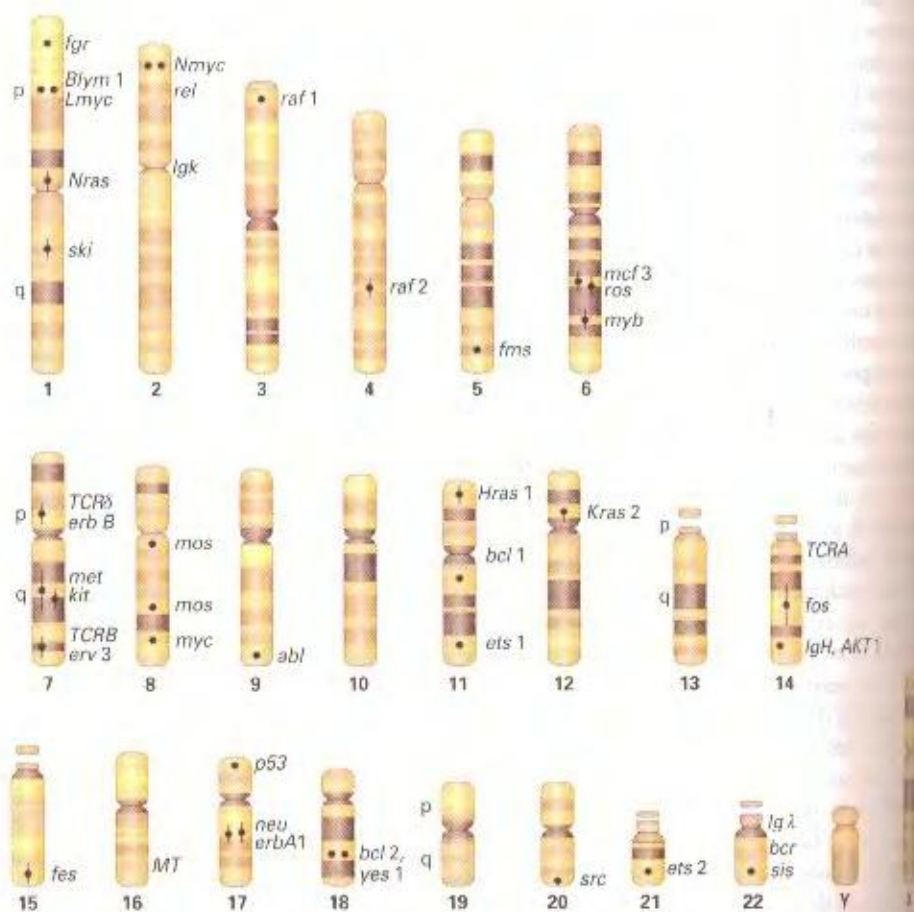 fgr
p
Blym 1
Lmyc
Nras
ski
q
1
Nmyc
rel
Igk
2
raf 1
3
raf 2
4
fms
5
mcf 3
ros
myb
6
p
TCRδ
erb B
met
q
kit
TCRB
erv 3
7
mos
mos
myc
8
abl
9
10
Hras 1
bcl 1
ets 1
11
Kras 2
12
p
q
13
TCRA
fos
IgH, AKT1
14
fes
15
MT
16
p53
neu
erbA1
17
bcl 2,
yes 1
18
p
q
19
src
20
ets 2
21
Ig λ
bcr
sis
22
Y